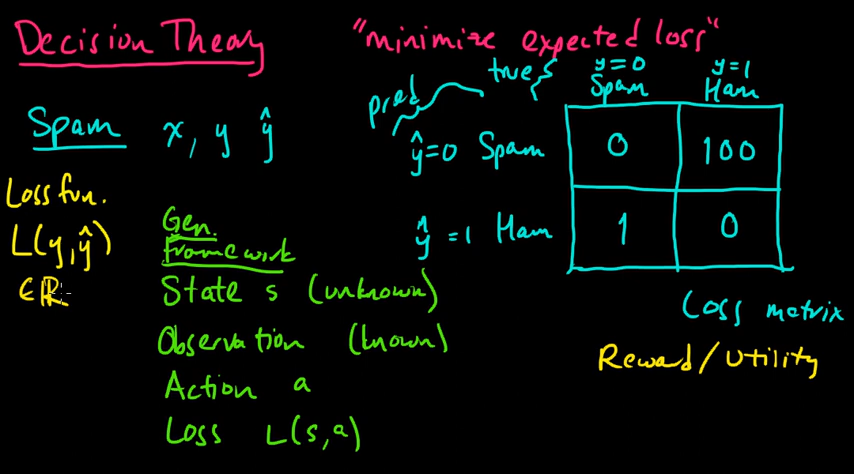 Decision Theory
"minimize expected loss"
true
y=0 y=1
Spam Ham
pred
ŷ=0 Spam 0 100
ŷ=1 Ham 1 0
Loss matrix
Reward/Utility
Spam x, y ŷ
Loss fun.
L(y,ŷ)
∈ℝ
Gen.
framework
State s (unknown)
Observation (known)
Action a
Loss L(s,a)